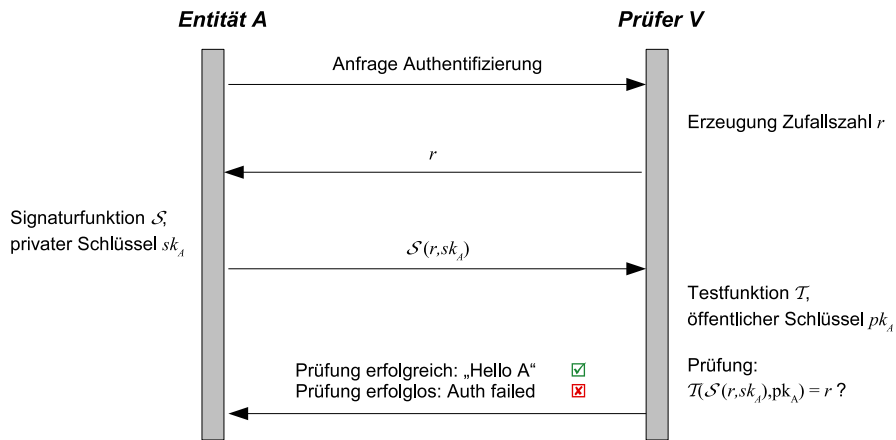 Entität A
Prüfer V
Anfrage Authentifizierung
Erzeugung Zufallszahl r
r
Signaturfunktion 𝒮,
privater Schlüssel sk_A
𝒮(r,sk_A)
Testfunktion 𝒯,
öffentlicher Schlüssel pk_A
Prüfung erfolgreich: „Hello A“ ☑
Prüfung erfolglos: Auth failed ☒
Prüfung:
𝒯(𝒮(r,sk_A),pk_A) = r ?